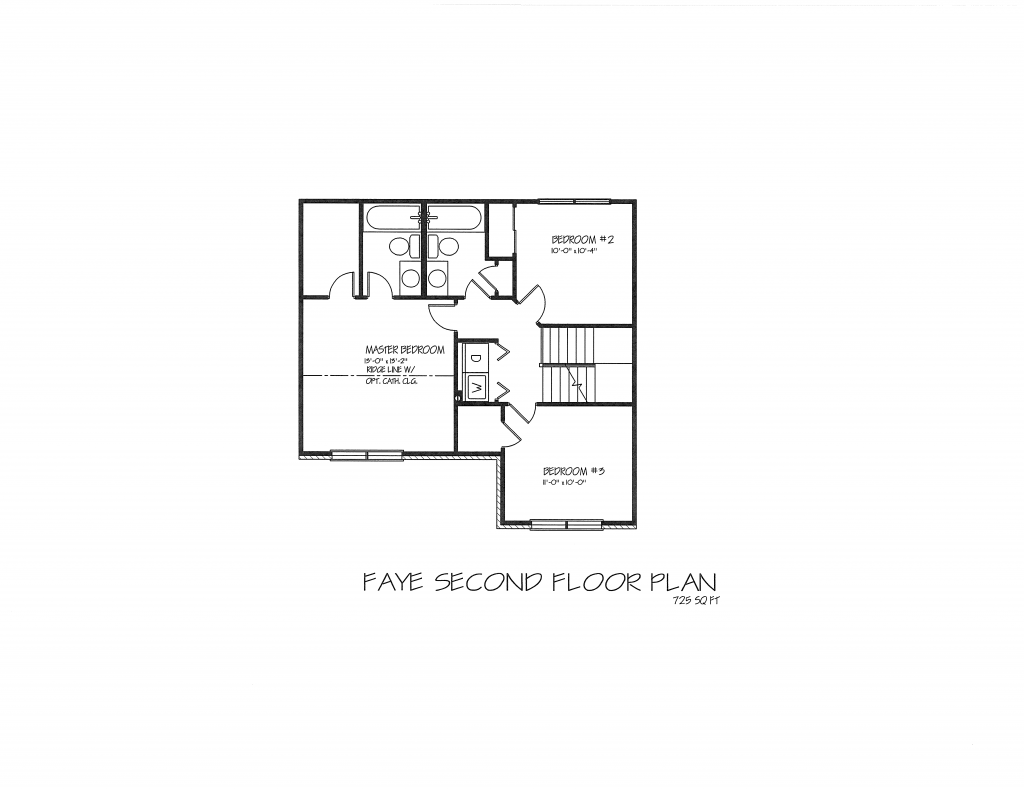 BEDROOM #2
10'-0" x 10'-4"
MASTER BEDROOM
13'-0" x 13'-2"
RIDGE LINE W/
OPT. CATH. CLG.
D
W
BEDROOM #3
11'-0" x 10'-0"
FAYE SECOND FLOOR PLAN
725 SQ FT